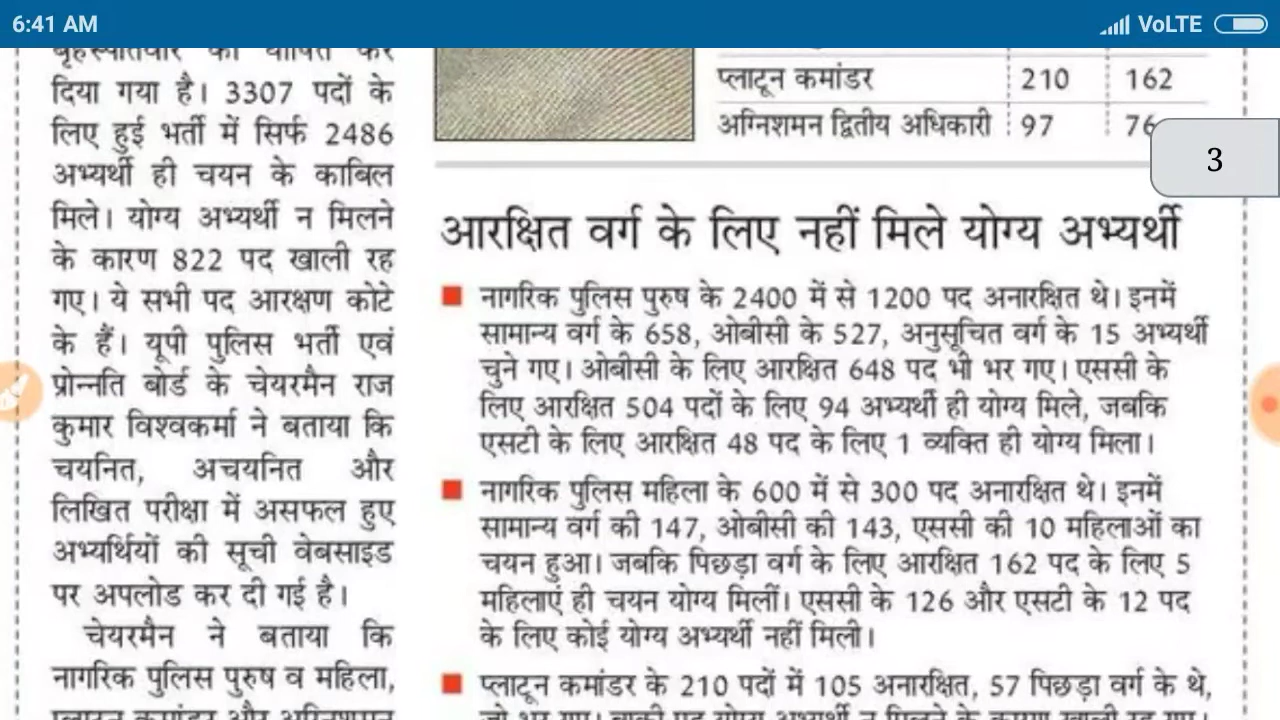 6:41 AM
VoLTE
दिया गया है। 3307 पदों के
लिए हुई भर्ती में सिर्फ 2486
अभ्यर्थी ही चयन के काबिल
मिले। योग्य अभ्यर्थी न मिलने
के कारण 822 पद खाली रह
गए। ये सभी पद आरक्षण कोटे
के हैं। यूपी पुलिस भर्ती एवं
प्रोन्नति बोर्ड के चेयरमैन राज
कुमार विश्वकर्मा ने बताया कि
चयनित, अचयनित और
लिखित परीक्षा में असफल हुए
अभ्यर्थियों की सूची वेबसाइड
पर अपलोड कर दी गई है।
चेयरमैन ने बताया कि
नागरिक पुलिस पुरुष व महिला,
प्लाटून कमांडर और अग्निशमन
प्लाटून कमांडर 210 162
अग्निशमन द्वितीय अधिकारी 97 76
3
आरक्षित वर्ग के लिए नहीं मिले योग्य अभ्यर्थी
नागरिक पुलिस पुरुष के 2400 में से 1200 पद अनारक्षित थे। इनमें
सामान्य वर्ग के 658, ओबीसी के 527, अनुसूचित वर्ग के 15 अभ्यर्थी
चुने गए। ओबीसी के लिए आरक्षित 648 पद भी भर गए। एससी के
लिए आरक्षित 504 पदों के लिए 94 अभ्यर्थी ही योग्य मिले, जबकि
एसटी के लिए आरक्षित 48 पद के लिए 1 व्यक्ति ही योग्य मिला।
नागरिक पुलिस महिला के 600 में से 300 पद अनारक्षित थे। इनमें
सामान्य वर्ग की 147, ओबीसी की 143, एससी की 10 महिलाओं का
चयन हुआ। जबकि पिछड़ा वर्ग के लिए आरक्षित 162 पद के लिए 5
महिलाएं ही चयन योग्य मिलीं। एससी के 126 और एसटी के 12 पद
के लिए कोई योग्य अभ्यर्थी नहीं मिली।
प्लाटून कमांडर के 210 पदों में 105 अनारक्षित, 57 पिछड़ा वर्ग के थे,